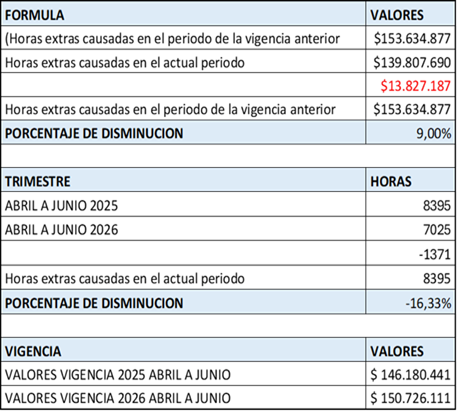 FORMULA VALORES
(Horas extras causadas en el periodo de la vigencia anterior $153.634.877
Horas extras causadas en el actual periodo $139.807.690
$13.827.187
Horas extras causadas en el periodo de la vigencia anterior $153.634.877
PORCENTAJE DE DISMINUCION 9,00%
TRIMESTRE HORAS
ABRIL A JUNIO 2025 8395
ABRIL A JUNIO 2026 7025
-1371
Horas extras causadas en el actual periodo 8395
PORCENTAJE DE DISMINUCION -16,33%
VIGENCIA VALORES
VALORES VIGENCIA 2025 ABRIL A JUNIO $ 146.180.441
VALORES VIGENCIA 2026 ABRIL A JUNIO $ 150.726.111